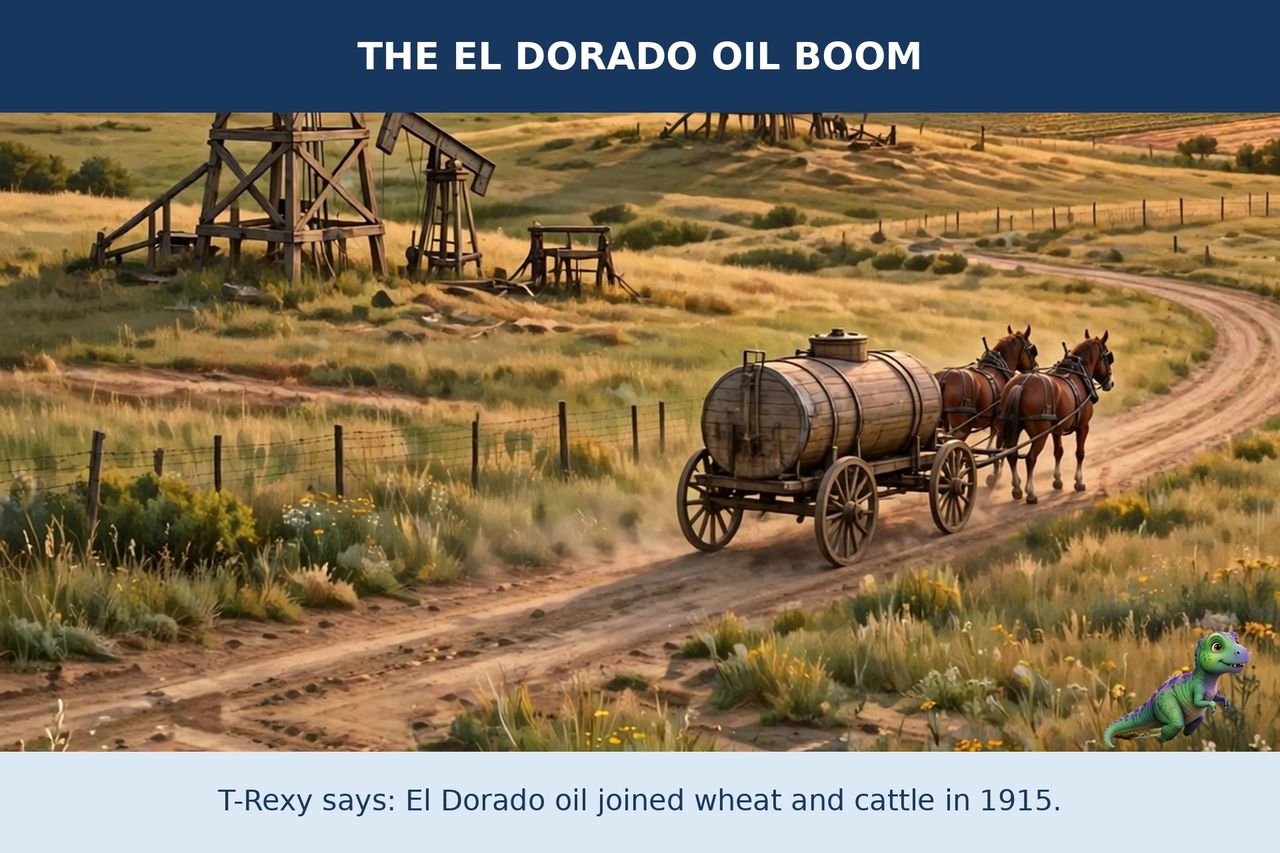 THE EL DORADO OIL BOOM
T-Rexy says: El Dorado oil joined wheat and cattle in 1915.